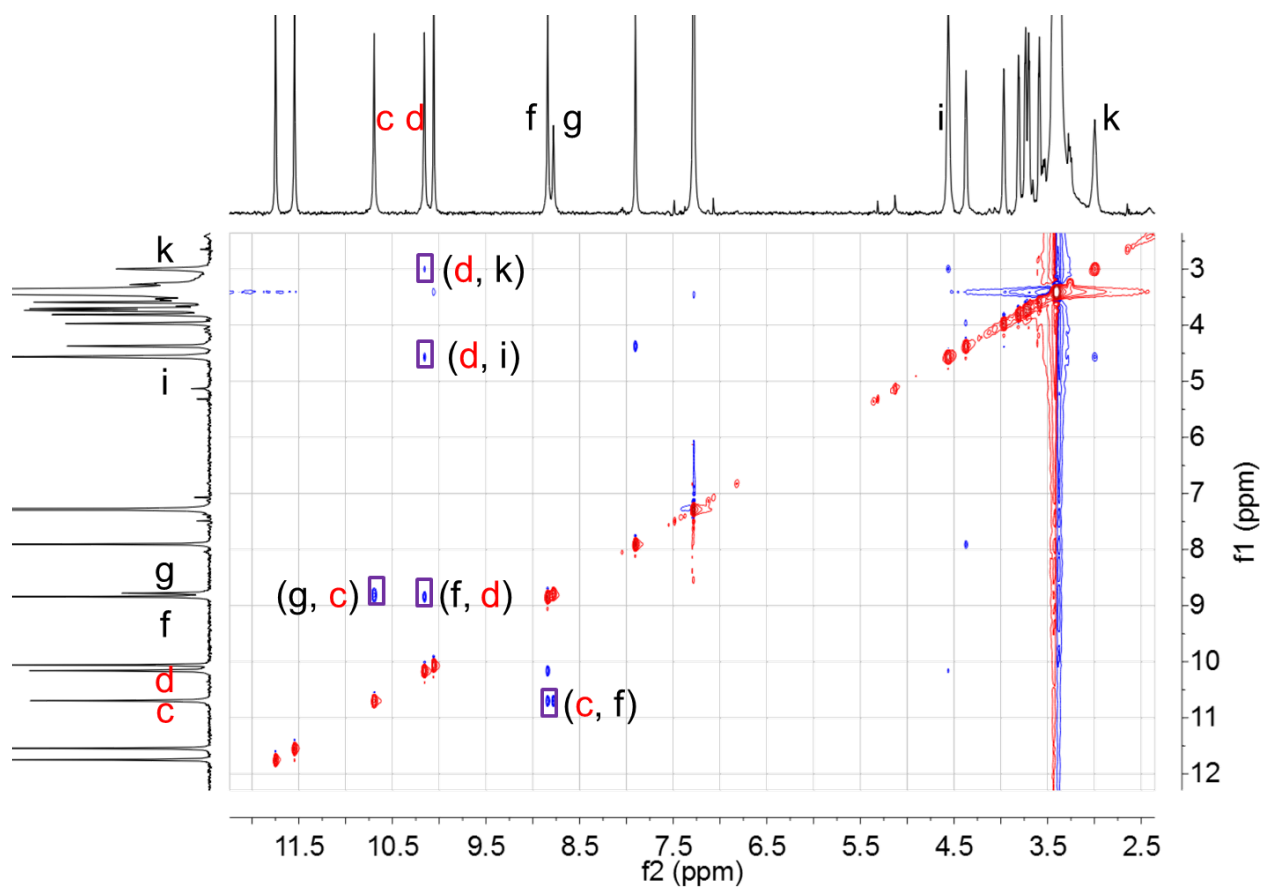 c d f g i k
k
(d, k)
3
4
(d, i)
i
5
6
7
8
g
(g, c) (f, d)
9
f
10
d
(c, f)
c
11
12
f1 (ppm)
11.5 10.5 9.5 8.5 7.5 6.5 5.5 4.5 3.5 2.5
f2 (ppm)